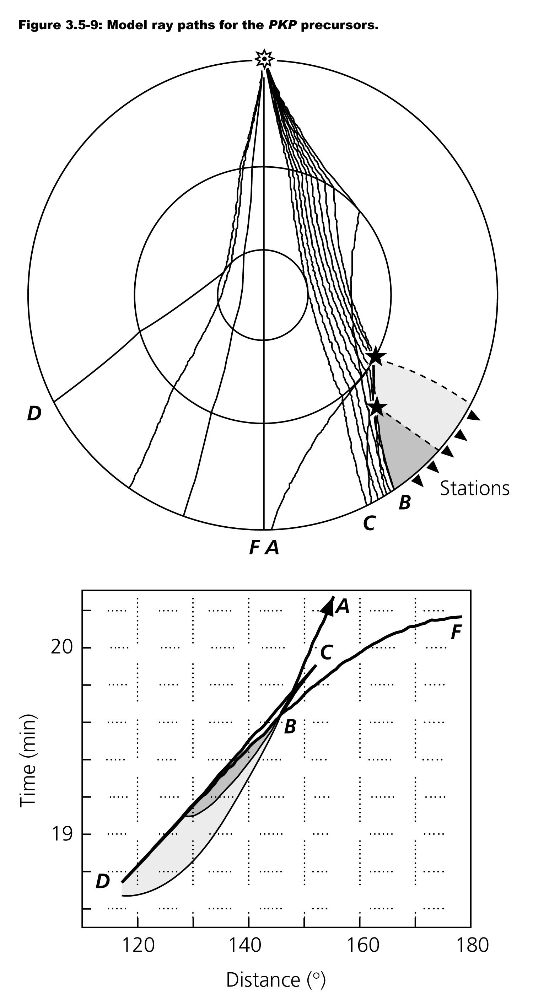 Figure 3.5-9: Model ray paths for the PKP precursors.
D
Stations
B
C
F A
A
F
C
B
D
20
19
Time (min)
120 140 160 180
Distance (°)